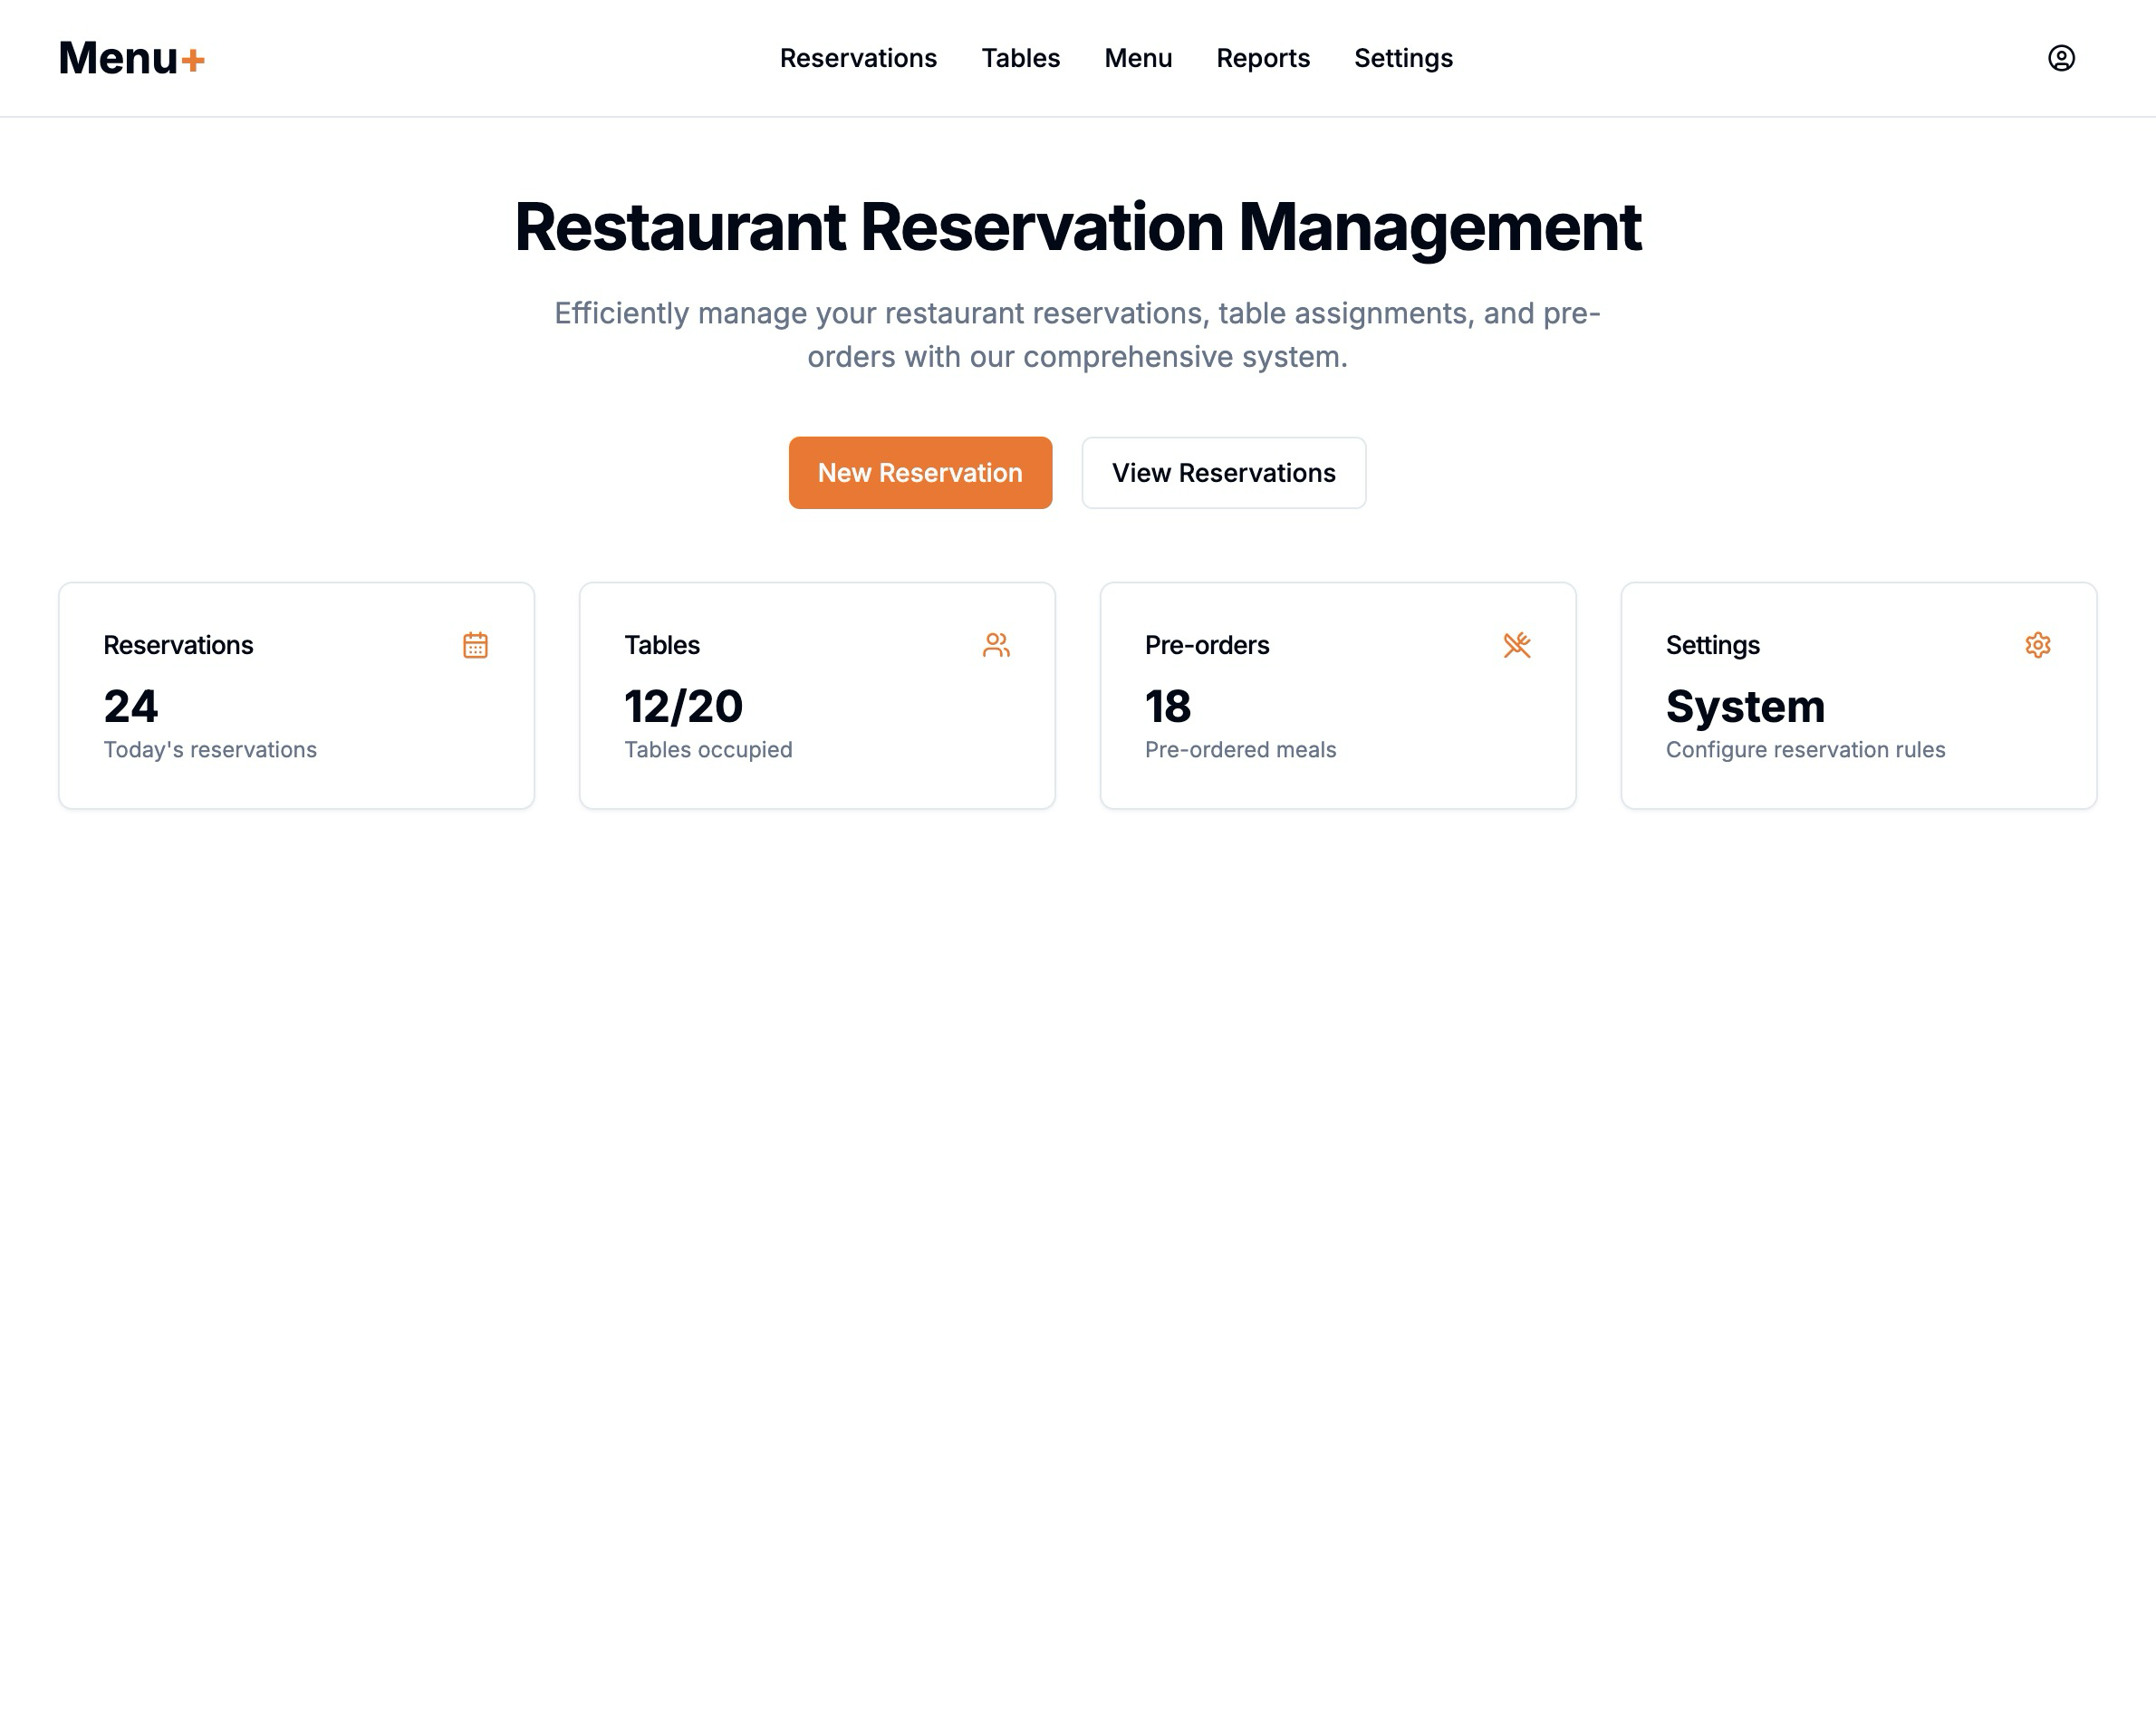 Menu+
Reservations Tables Menu Reports Settings
Restaurant Reservation Management
Efficiently manage your restaurant reservations, table assignments, and pre-
orders with our comprehensive system.
New Reservation View Reservations
Reservations
24
Today's reservations
Tables
12/20
Tables occupied
Pre-orders
18
Pre-ordered meals
Settings
System
Configure reservation rules